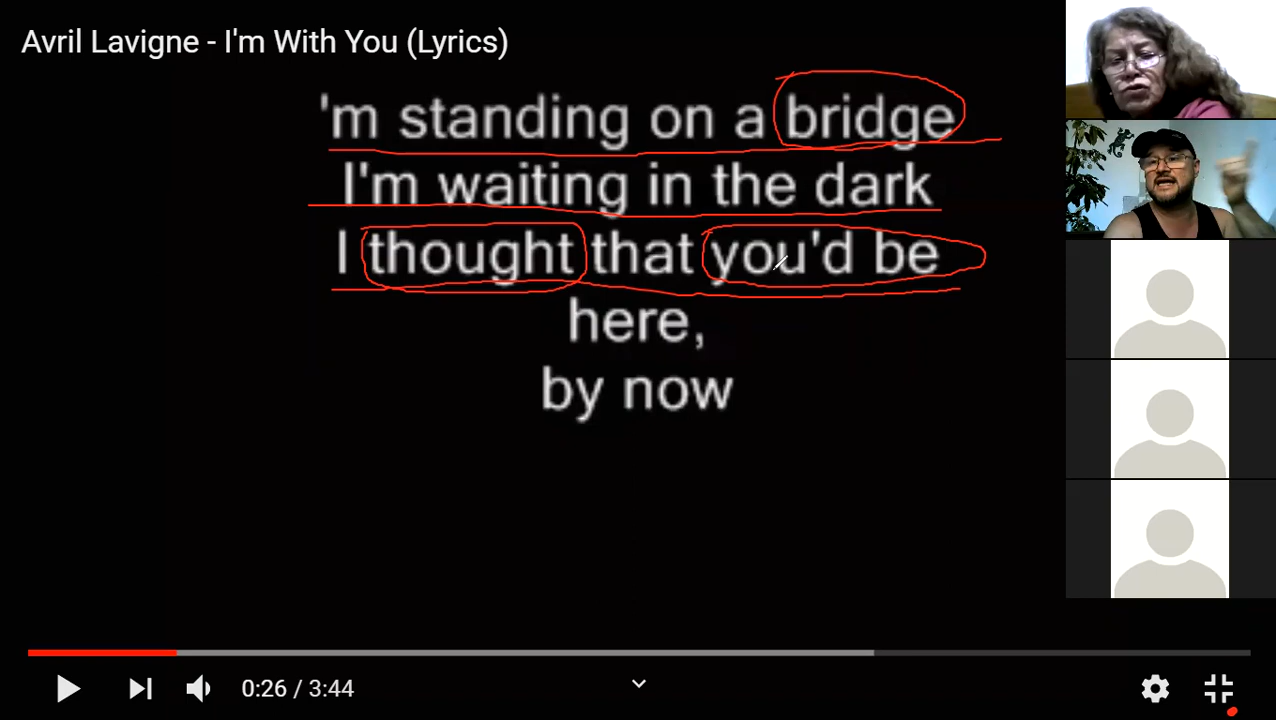 Avril Lavigne - I'm With You (Lyrics)
'm standing on a bridge
I'm waiting in the dark
I thought that you'd be
here,
by now
0:26 / 3:44